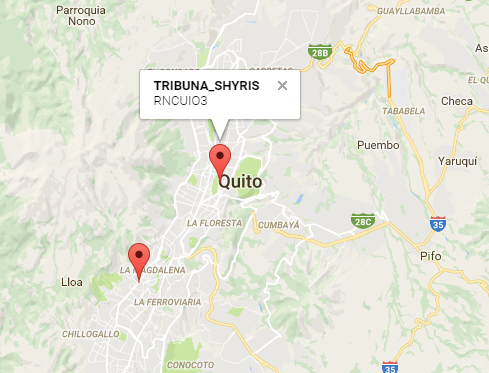 Parroquia
Nono
GUAYLLABAMBA
28B
TRIBUNA_SHYRIS
RNCUIO3
TABABELA
Checa
Puembo
Yaruquí
Quito
LA FLORESTA
CUMBAYÁ
28C
35
Pifo
LA MAGDALENA
Lloa
LA FERROVIARIA
CHILLOGALLO
CONOCOTO
35